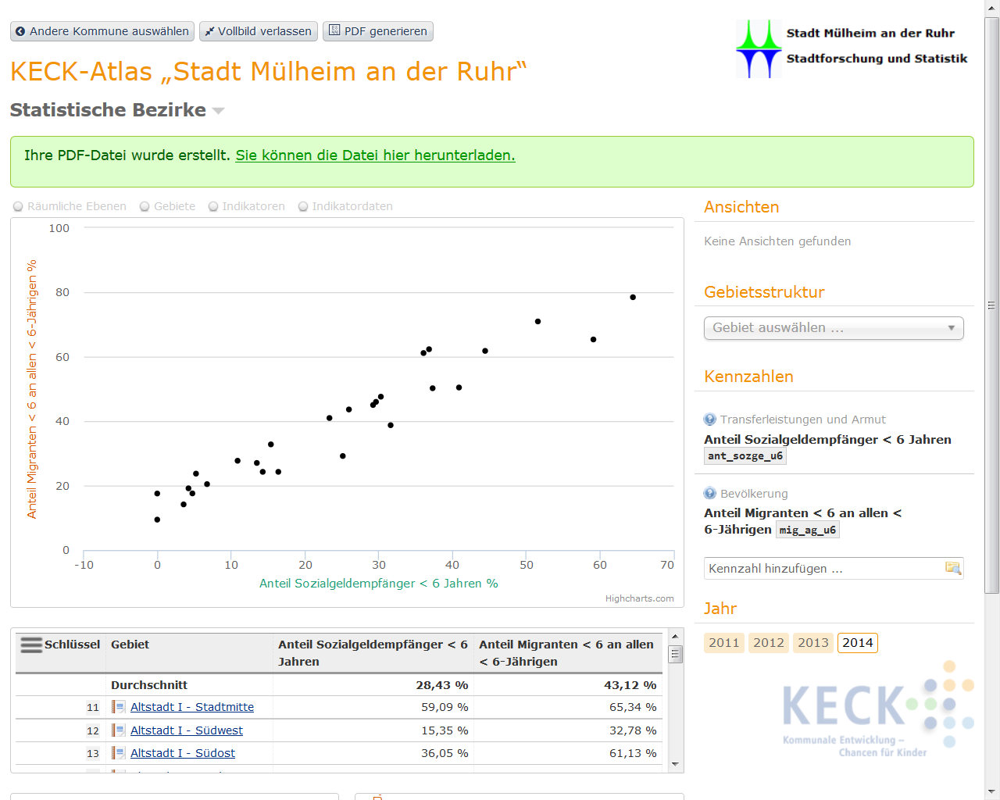 Andere Kommune auswählen
Vollbild verlassen
PDF generieren
Stadt Mülheim an der Ruhr
Stadtforschung und Statistik
KECK-Atlas „Stadt Mülheim an der Ruhr“
Statistische Bezirke
Ihre PDF-Datei wurde erstellt. Sie können die Datei hier herunterladen.
Räumliche Ebenen
Gebiete
Indikatoren
Indikatordaten
100
80
60
40
20
0
Anteil Migranten < 6 an allen < 6-Jährigen %
-10 0 10 20 30 40 50 60 70
Anteil Sozialgeldempfänger < 6 Jahren %
Highcharts.com
Ansichten
Keine Ansichten gefunden
Gebietsstruktur
Gebiet auswählen ...
Kennzahlen
Transferleistungen und Armut
Anteil Sozialgeldempfänger < 6 Jahren
ant_sozge_u6
Bevölkerung
Anteil Migranten < 6 an allen <
6-Jährigen mig_ag_u6
Kennzahl hinzufügen ...
Jahr
2011 2012 2013 2014
KECK
Kommunale Entwicklung –
Chancen für Kinder
Schlüssel Gebiet Anteil Sozialgeldempfänger < 6 Anteil Migranten < 6 an allen
Jahren < 6-Jährigen
Durchschnitt 28,43 % 43,12 %
11 Altstadt I - Stadtmitte 59,09 % 65,34 %
12 Altstadt I - Südwest 15,35 % 32,78 %
13 Altstadt I - Südost 36,05 % 61,13 %